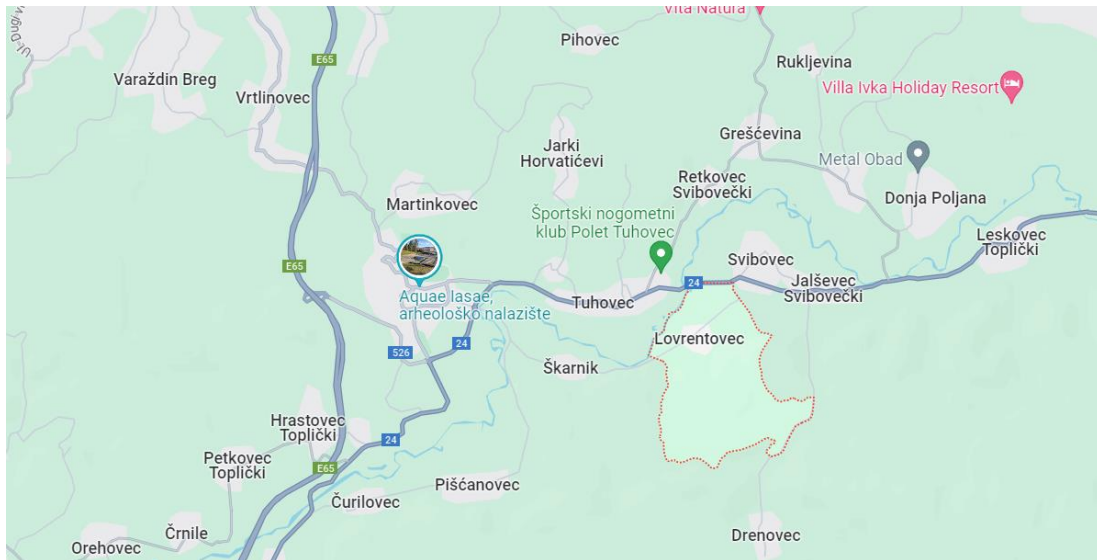 Vita Natura
Pihovec
E65
Rukljevina
Varaždin Breg
Villa Ivka Holiday Resort
Vrtlinovec
Grešćevina
Jarki
Horvatićevi
Metal Obad
Retkovec
Svibovečki
Donja Poljana
Martinkovec
Športski nogometni
klub Polet Tuhovec
Leskovec
Toplički
Svibovec
E65
Aquae Iasae,
arheološko nalazište
Tuhovec
24
Jalševec
Svibovečki
24
Lovrentovec
526
Škarnik
Hrastovec
Toplički
24
Petkovec
Toplički
E65
Pišćanovec
Čurilovec
Črnile
Drenovec
Orehovec